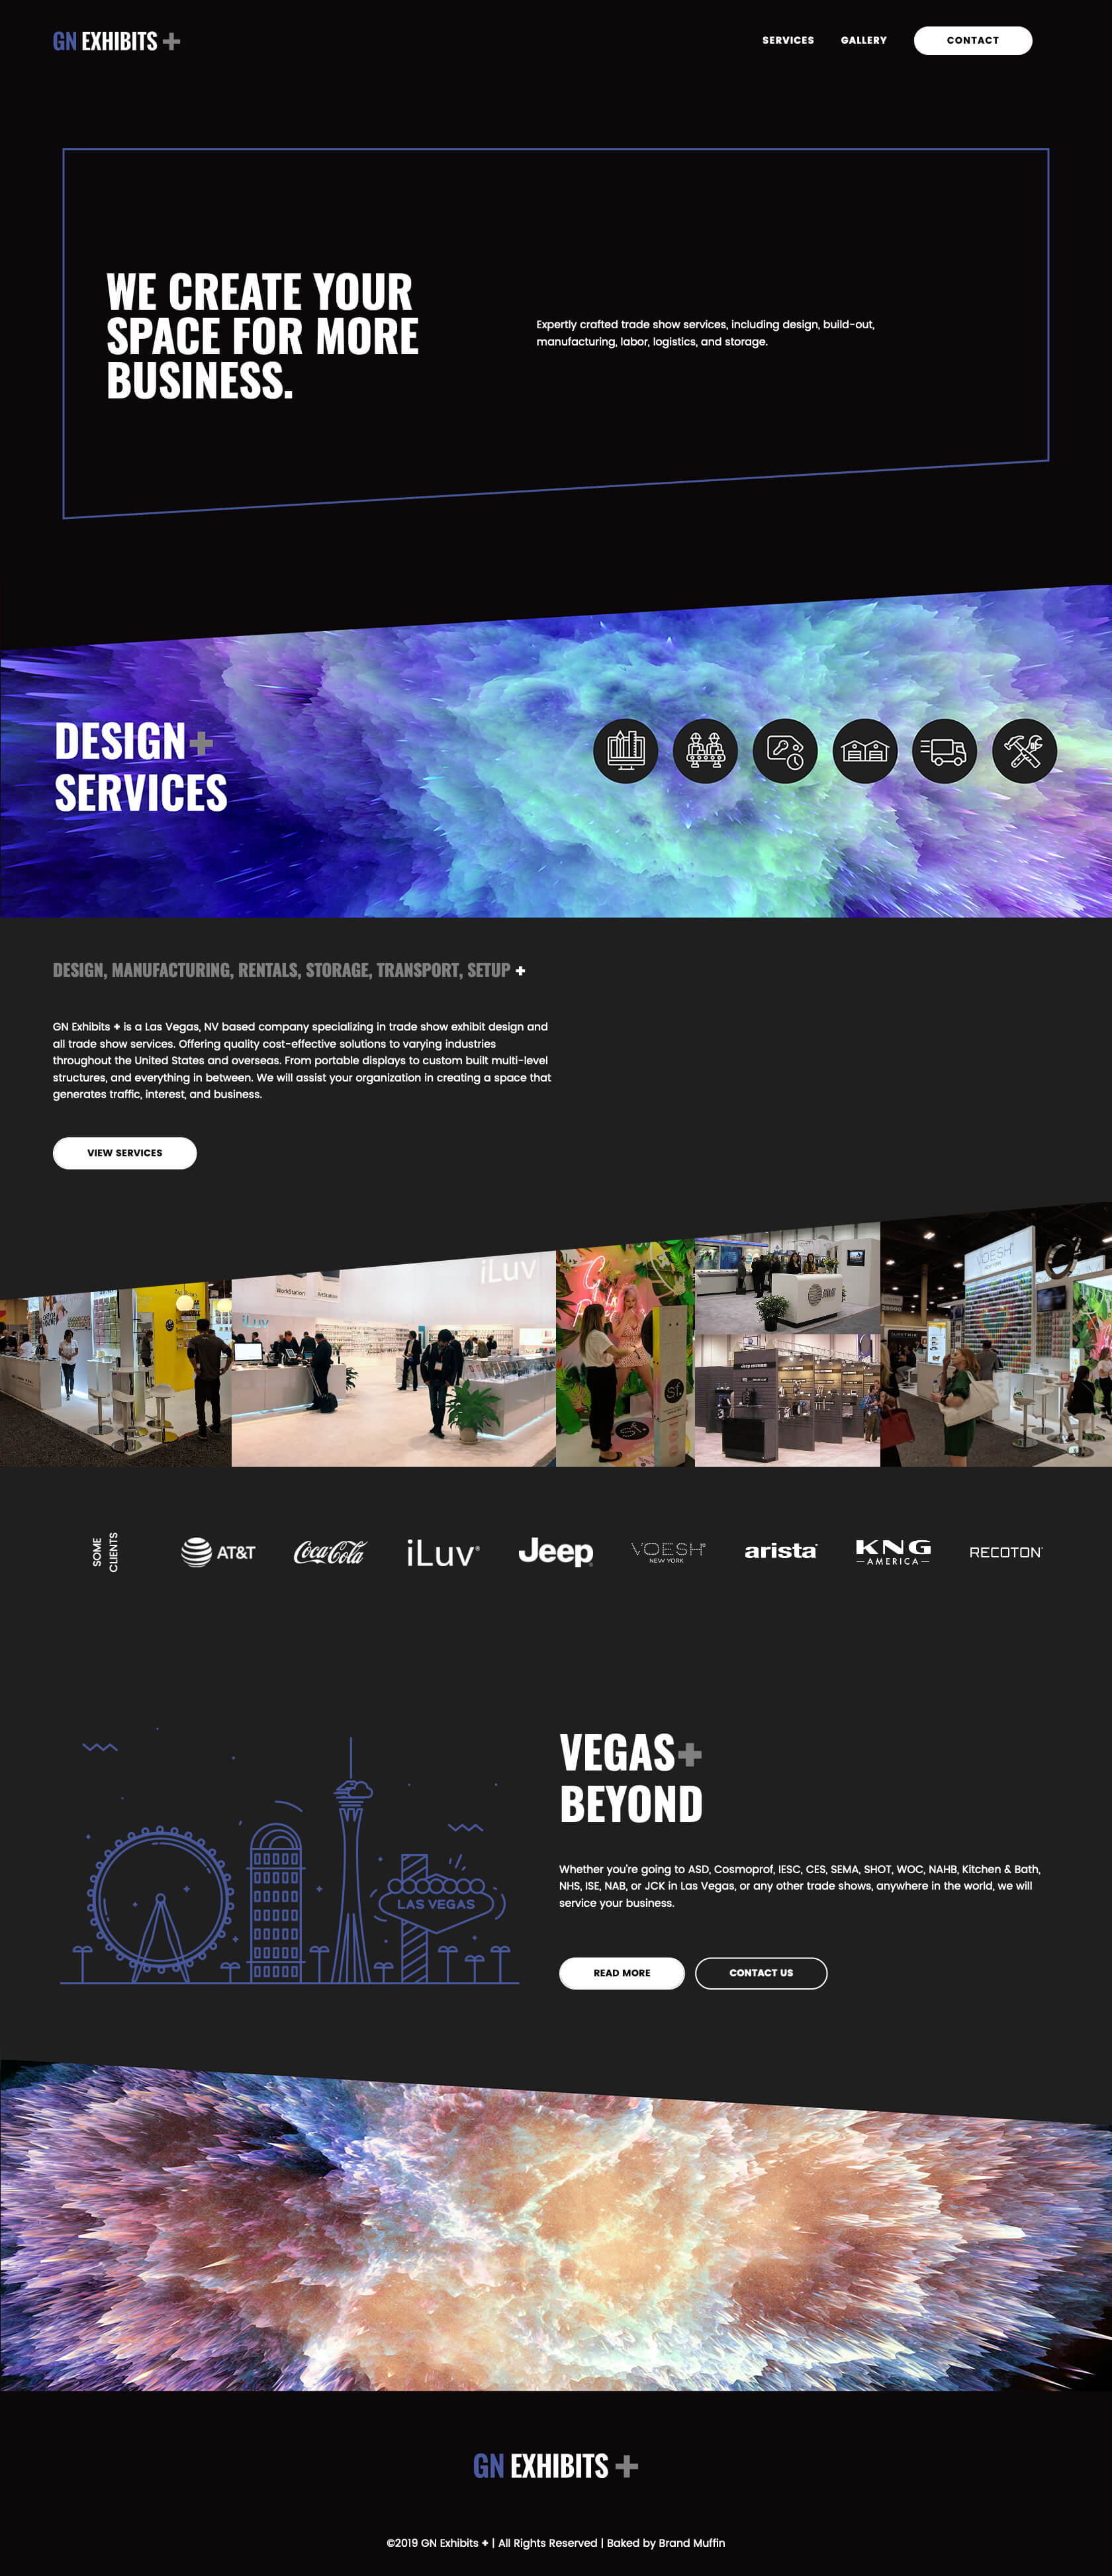 GN EXHIBITS +
SERVICES
GALLERY
CONTACT
WE CREATE YOUR
SPACE FOR MORE
BUSINESS.
Expertly crafted trade show services, including design, build-out,
manufacturing, labor, logistics, and storage.
DESIGN+
SERVICES
DESIGN, MANUFACTURING, RENTALS, STORAGE, TRANSPORT, SETUP +
GN Exhibits + is a Las Vegas, NV based company specializing in trade show exhibit design and
all trade show services. Offering quality cost-effective solutions to varying industries
throughout the United States and overseas. From portable displays to custom built multi-level
structures, and everything in between. We will assist your organization in creating a space that
generates traffic, interest, and business.
VIEW SERVICES
iLuv
WorkStation
ArtStation
iLuv
VOESH
NEW YORK
SOME
CLIENTS
AT&T
Coca-Cola
iLuv®
Jeep®
VOESH®
NEW YORK
arista
KNG
AMERICA
RECOTON
VEGAS+
BEYOND
LAS VEGAS
Whether you're going to ASD, Cosmoprof, IESC, CES, SEMA, SHOT, WOC, NAHB, Kitchen & Bath,
NHS, ISE, NAB, or JCK in Las Vegas, or any other trade shows, anywhere in the world, we will
service your business.
READ MORE
CONTACT US
GN EXHIBITS +
©2019 GN Exhibits + | All Rights Reserved | Baked by Brand Muffin